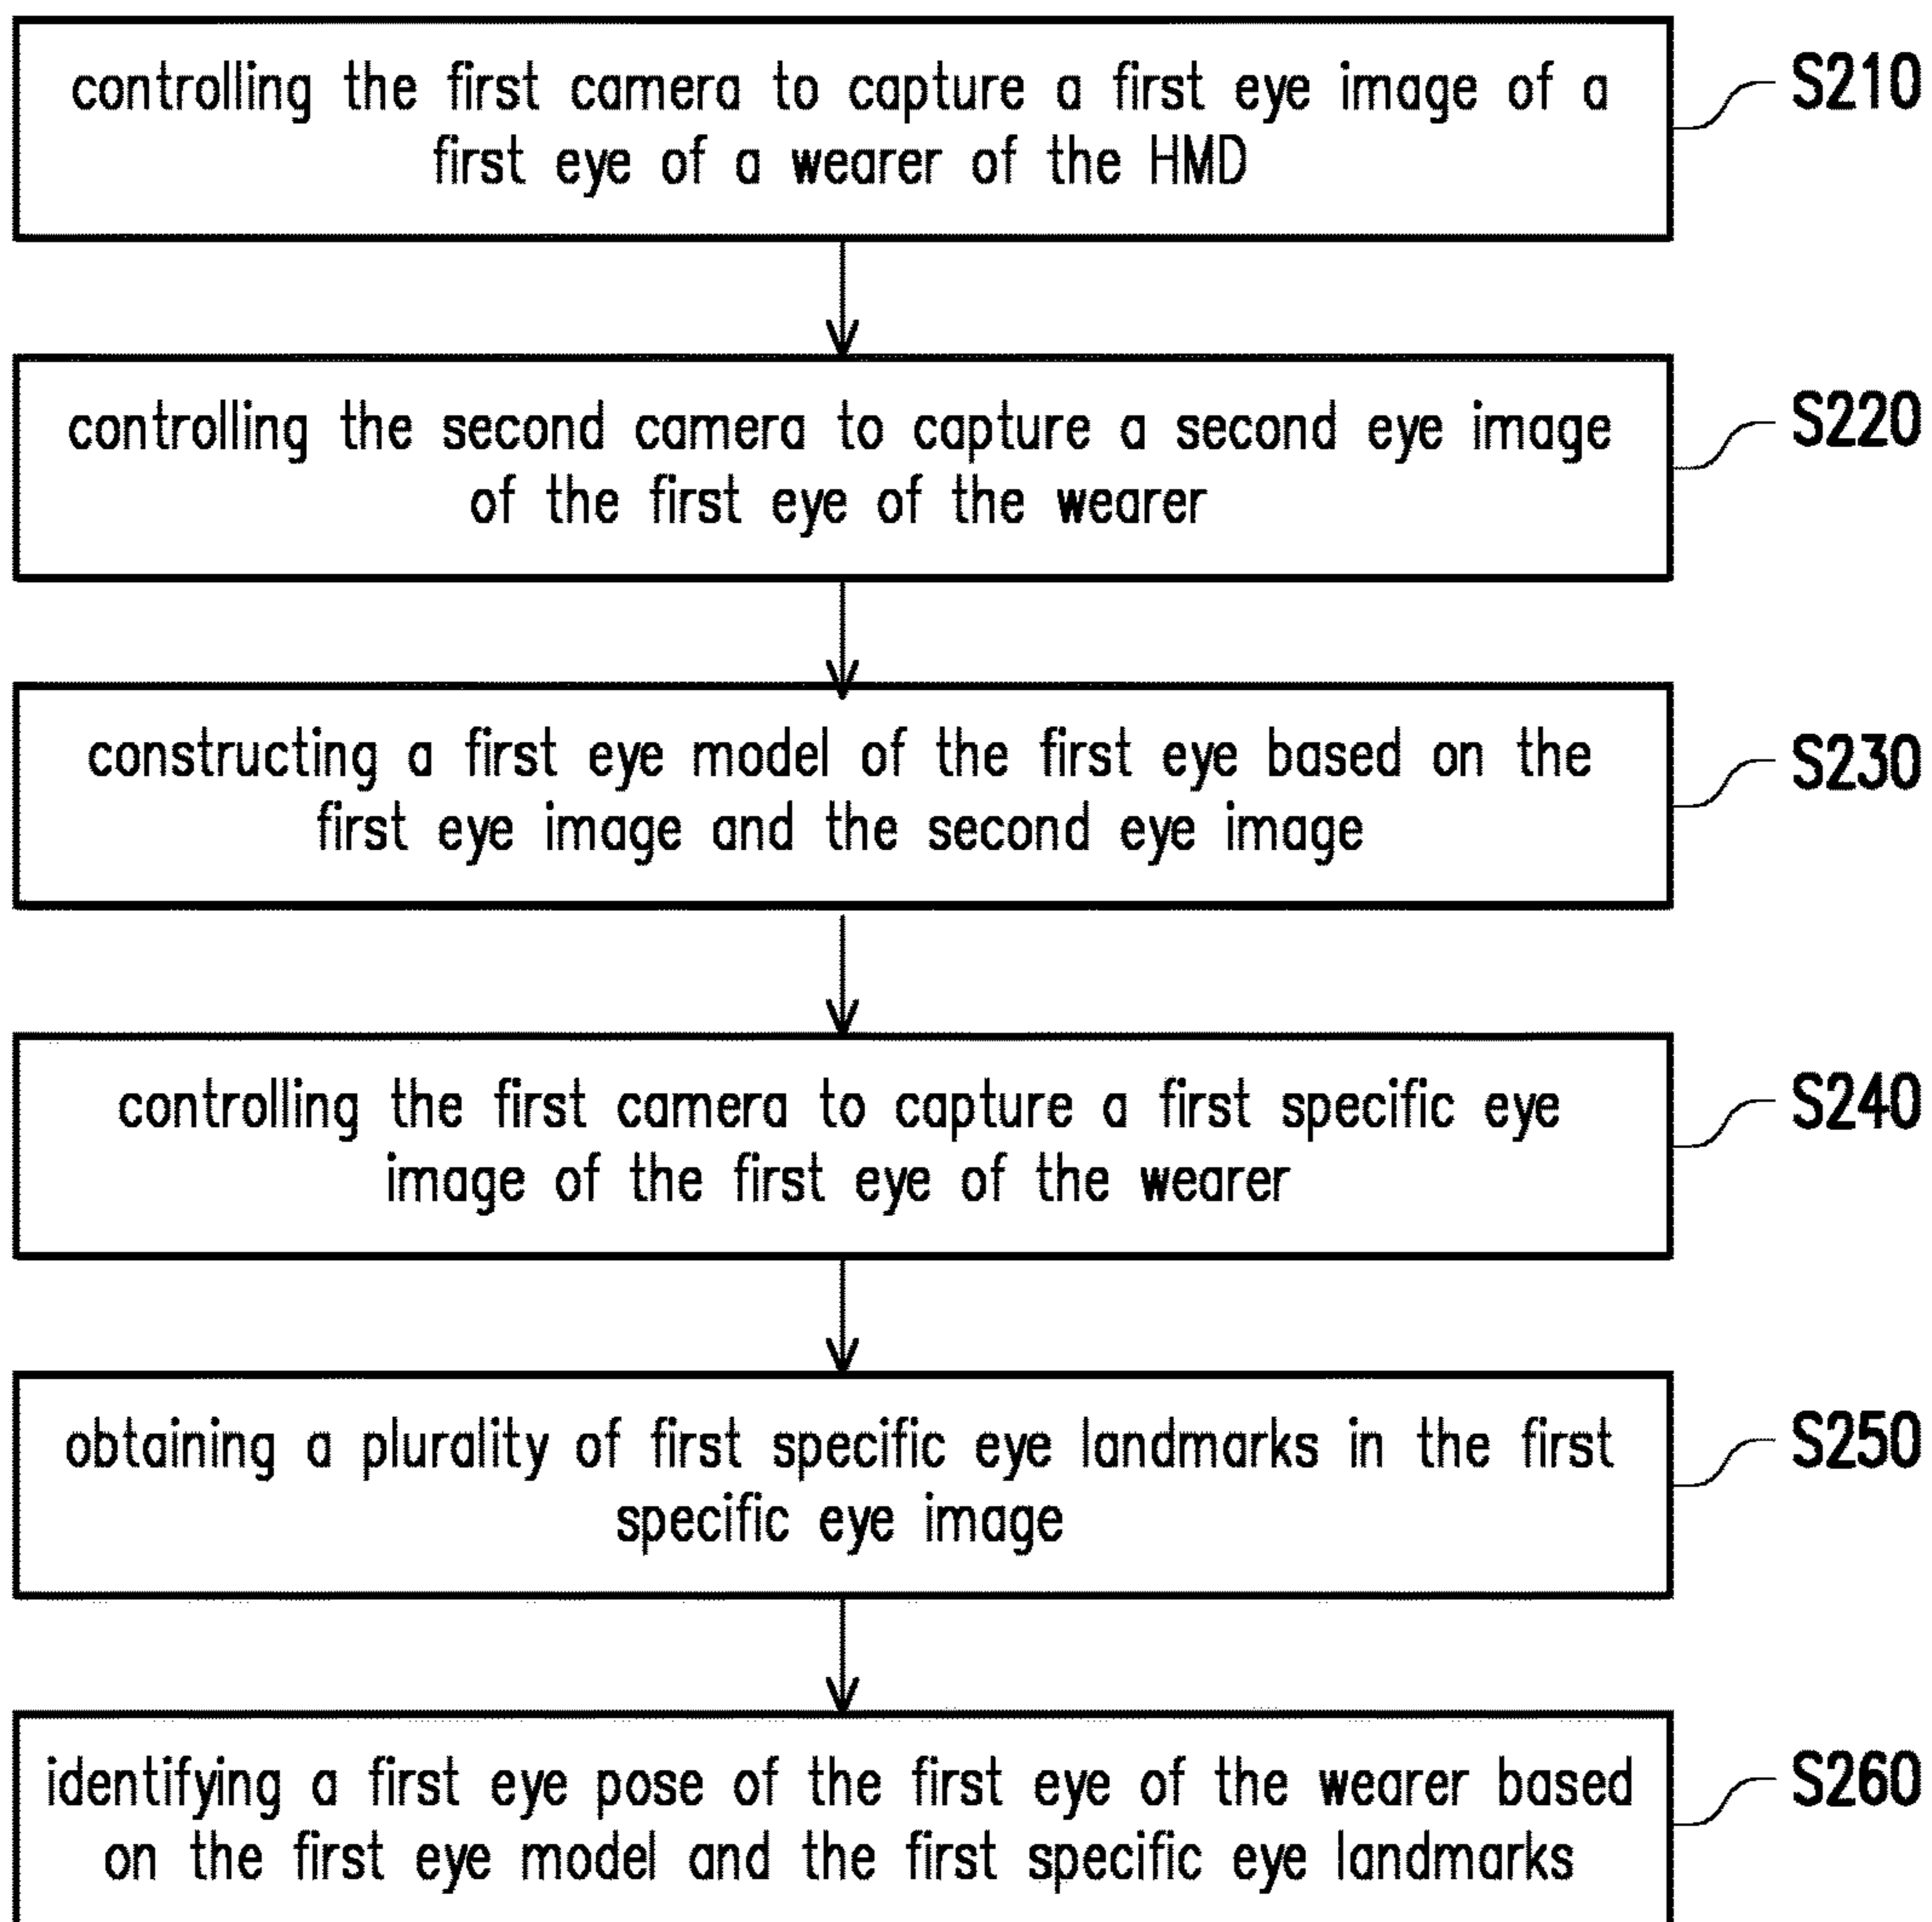 controlling the first camera to capture a first eye image of a
first eye of a wearer of the HMD
S210
controlling the second camera to capture a second eye image
of the first eye of the wearer
S220
constructing a first eye model of the first eye based on the
first eye image and the second eye image
S230
controlling the first camera to capture a first specific eye
image of the first eye of the wearer
S240
obtaining a plurality of first specific eye landmarks in the first
specific eye image
S250
identifying a first eye pose of the first eye of the wearer based
on the first eye model and the first specific eye landmarks
S260